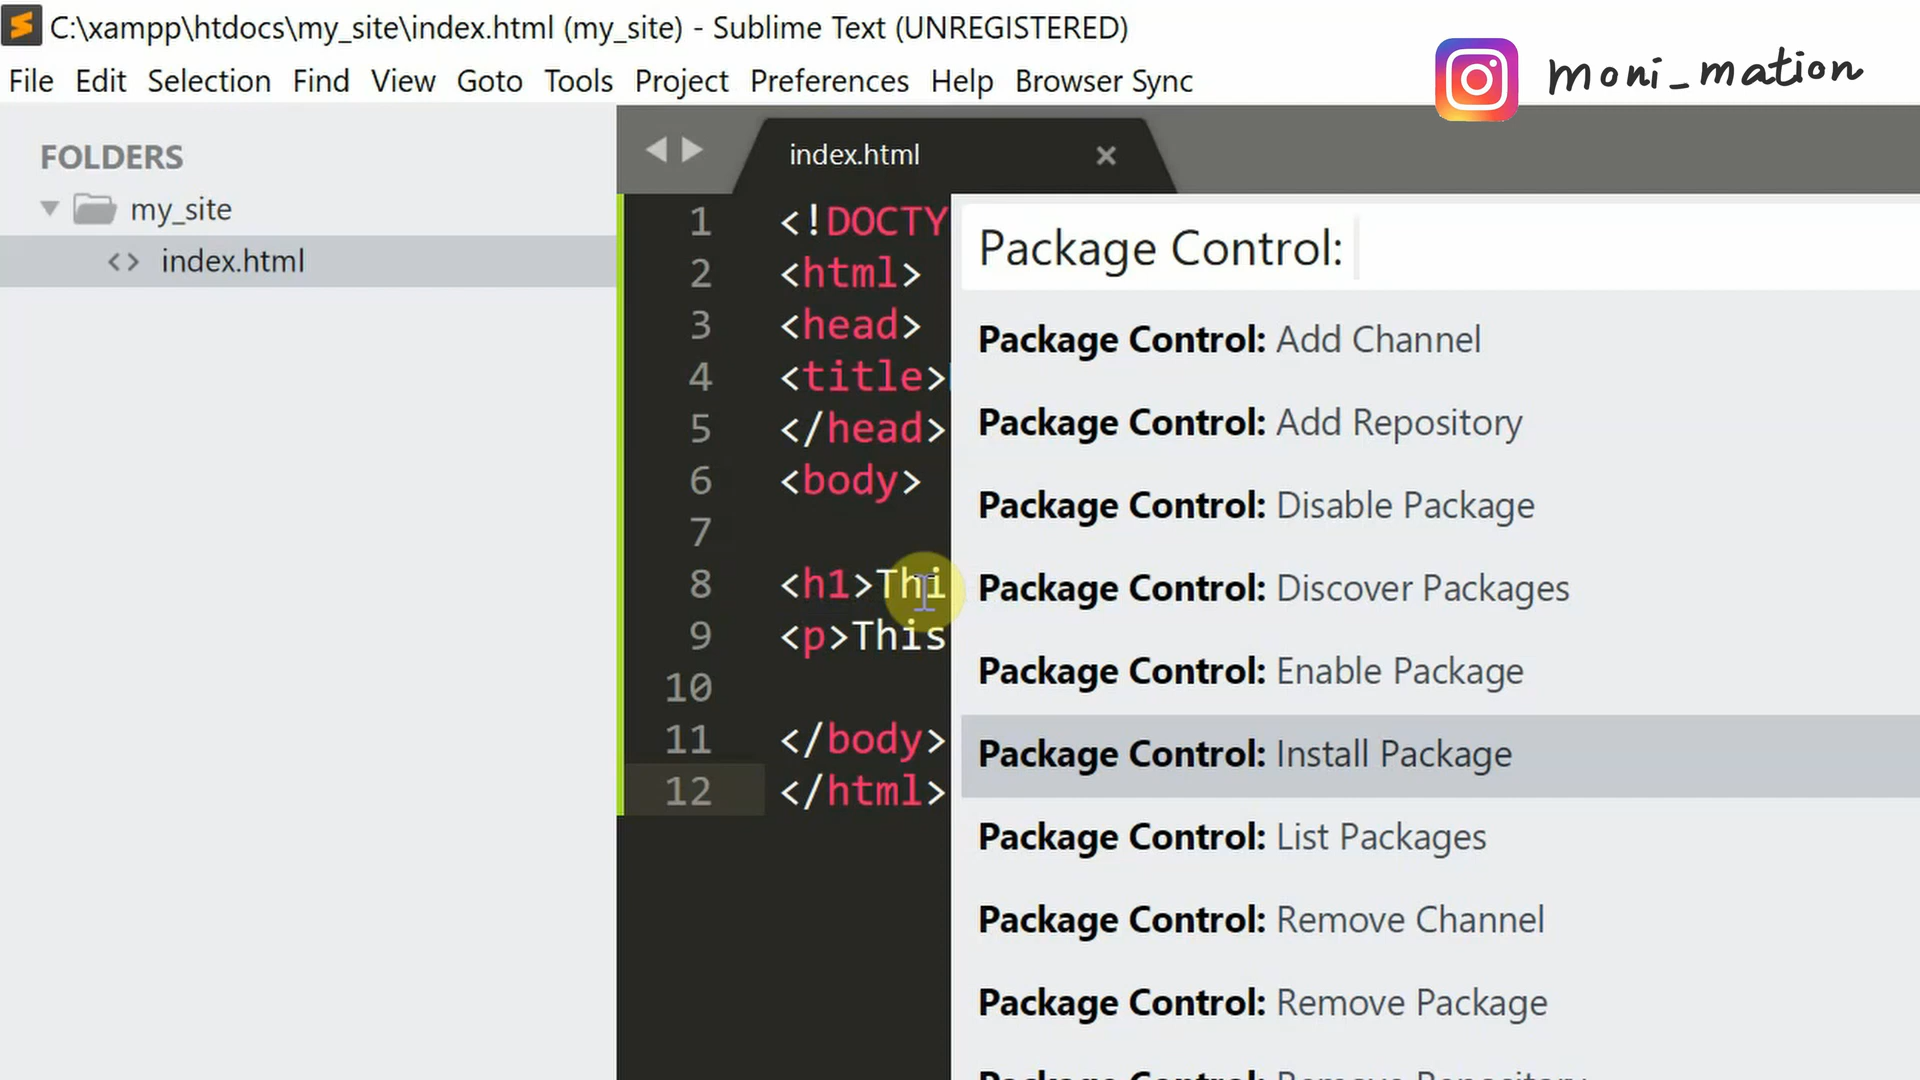 C:\xampp\htdocs\my_site\index.html (my_site) - Sublime Text (UNREGISTERED)
File Edit Selection Find View Goto Tools Project Preferences Help Browser Sync
moni_mation
FOLDERS
my_site
index.html
index.html
1 <!DOCTY
2 <html>
3 <head>
4 <title>
5 </head>
6 <body>
7
8 <h1>Thi
9 <p>This
10
11 </body>
12 </html>
Package Control:
Package Control: Add Channel
Package Control: Add Repository
Package Control: Disable Package
Package Control: Discover Packages
Package Control: Enable Package
Package Control: Install Package
Package Control: List Packages
Package Control: Remove Channel
Package Control: Remove Package
Package Control: Remove Repository